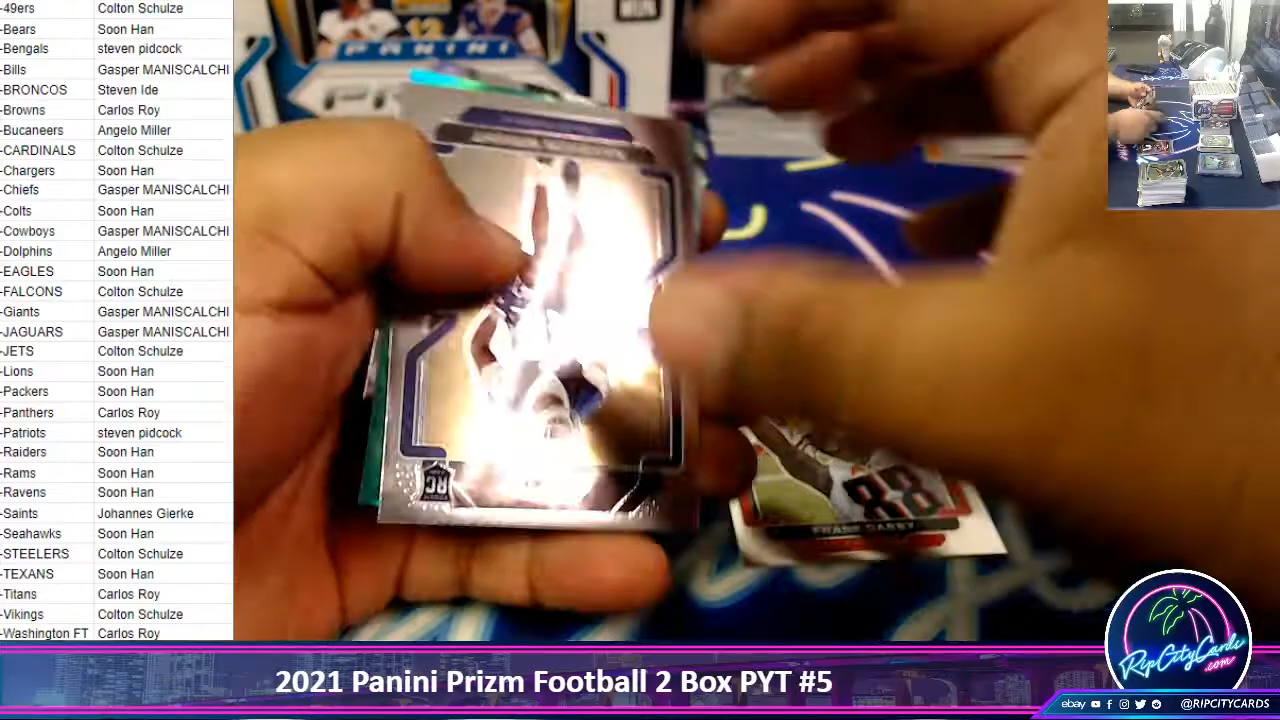 -49ers Colton Schulze
-Bears Soon Han
-Bengals steven pidcock
-Bills Gasper MANISCALCHI
-BRONCOS Steven Ide
-Browns Carlos Roy
-Bucaneers Angelo Miller
-CARDINALS Colton Schulze
-Chargers Soon Han
-Chiefs Gasper MANISCALCHI
-Colts Soon Han
-Cowboys Gasper MANISCALCHI
-Dolphins Angelo Miller
-EAGLES Soon Han
-FALCONS Colton Schulze
-Giants Gasper MANISCALCHI
-JAGUARS Gasper MANISCALCHI
-JETS Colton Schulze
-Lions Soon Han
-Packers Soon Han
-Panthers Carlos Roy
-Patriots steven pidcock
-Raiders Soon Han
-Rams Soon Han
-Ravens Soon Han
-Saints Johannes Gierke
-Seahawks Soon Han
-STEELERS Colton Schulze
-TEXANS Soon Han
-Titans Carlos Roy
-Vikings Colton Schulze
-Washington FT Carlos Roy
12
PANINI
RC
88
FRANK DARBY
2021 Panini Prizm Football 2 Box PYT #5
RipCityCards
.com
ebay @RIPCITYCARDS